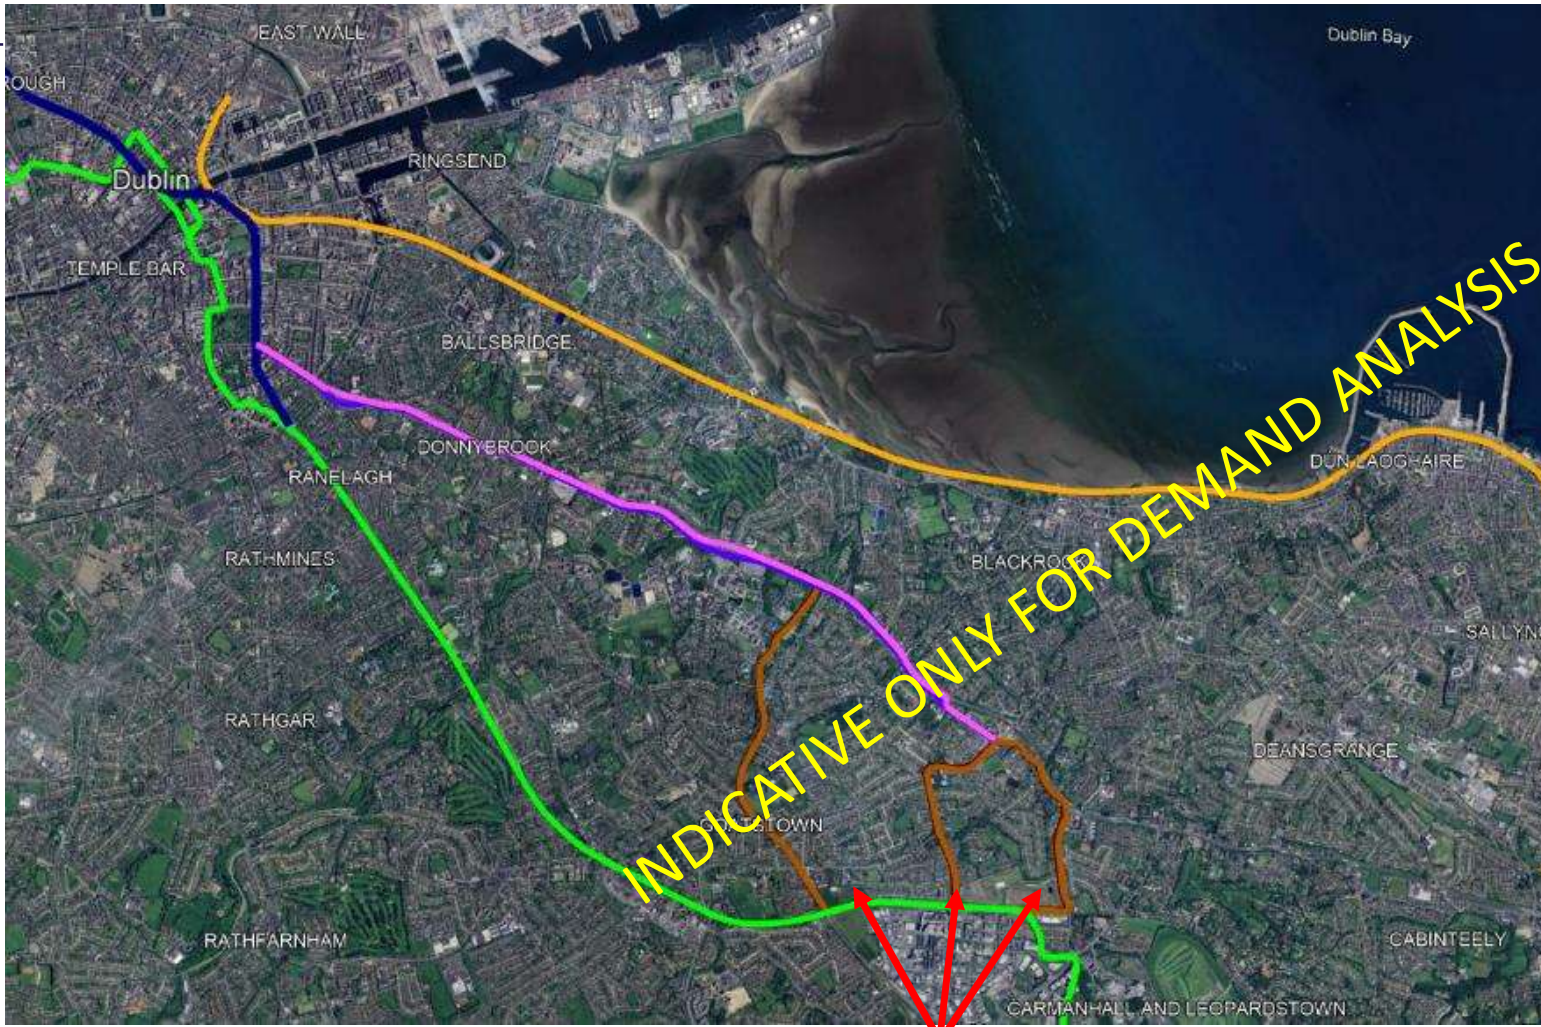 EAST WALL
Dublin Bay
ROUGH
RINGSEND
Dublin
TEMPLE BAR
BALLSBRIDGE
DONNYBROOK
DUN LAOGHAIRE
RANELAGH
RATHMINES
BLACKROCK
SALLYN
RATHGAR
DEANSGRANGE
INDICATIVE ONLY FOR DEMAND ANALYSIS
GOATSTOWN
RATHFARNHAM
CABINTEELY
CARMANHALL AND LEOPARDSTOWN